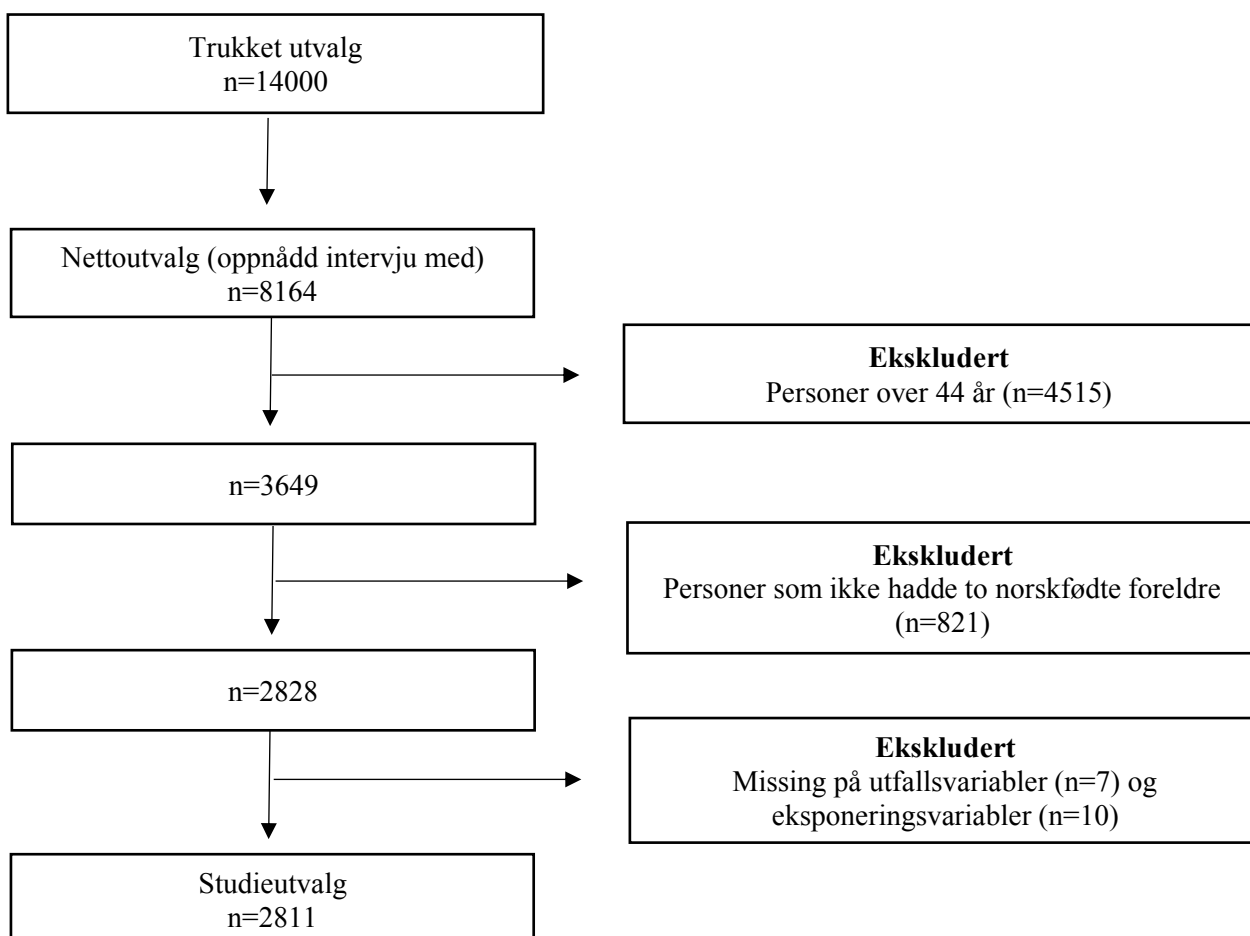 Trukket utvalg
n=14000
Nettoutvalg (oppnådd intervju med)
n=8164
Ekskludert
Personer over 44 år (n=4515)
n=3649
Ekskludert
Personer som ikke hadde to norskfødte foreldre
(n=821)
n=2828
Ekskludert
Missing på utfallsvariabler (n=7) og
eksponeringsvariabler (n=10)
Studieutvalg
n=2811